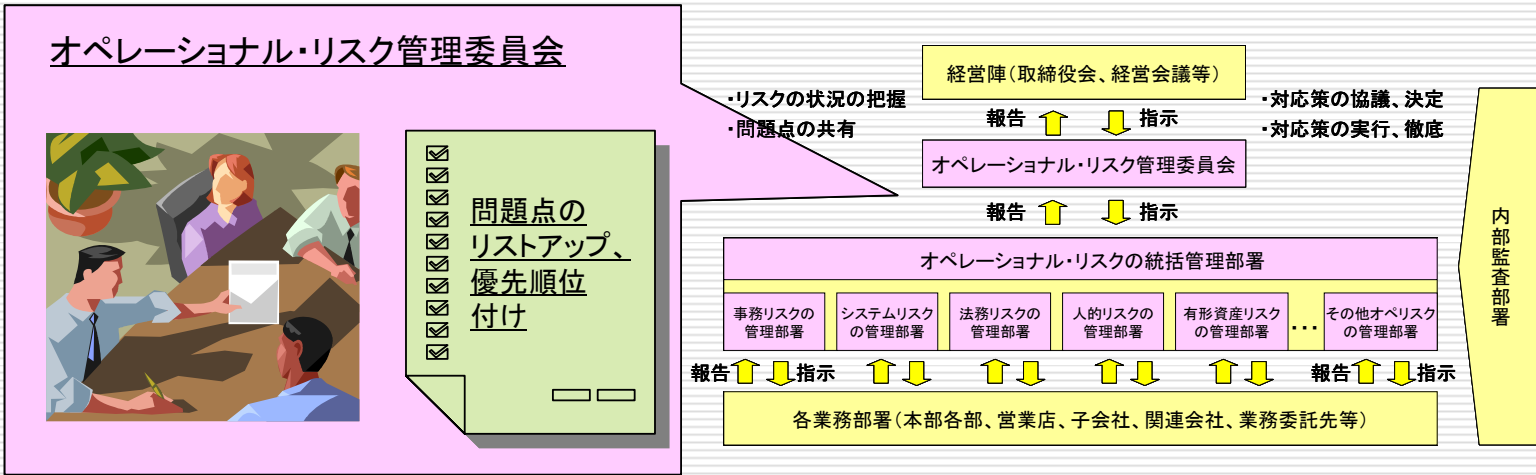 オペレーショナル・リスク管理委員会
問題点の
リストアップ、
優先順位
付け
経営陣(取締役会、経営会議等)
・リスクの状況の把握
・問題点の共有
報告
指示
・対応策の協議、決定
・対応策の実行、徹底
オペレーショナル・リスク管理委員会
報告
指示
オペレーショナル・リスクの統括管理部署
事務リスクの
管理部署
システムリスク
の管理部署
法務リスクの
管理部署
人的リスクの
管理部署
有形資産リスク
の管理部署
・・・
その他オペリスク
の管理部署
報告
指示
報告
指示
各業務部署(本部各部、営業店、子会社、関連会社、業務委託先等)
内部監査部署